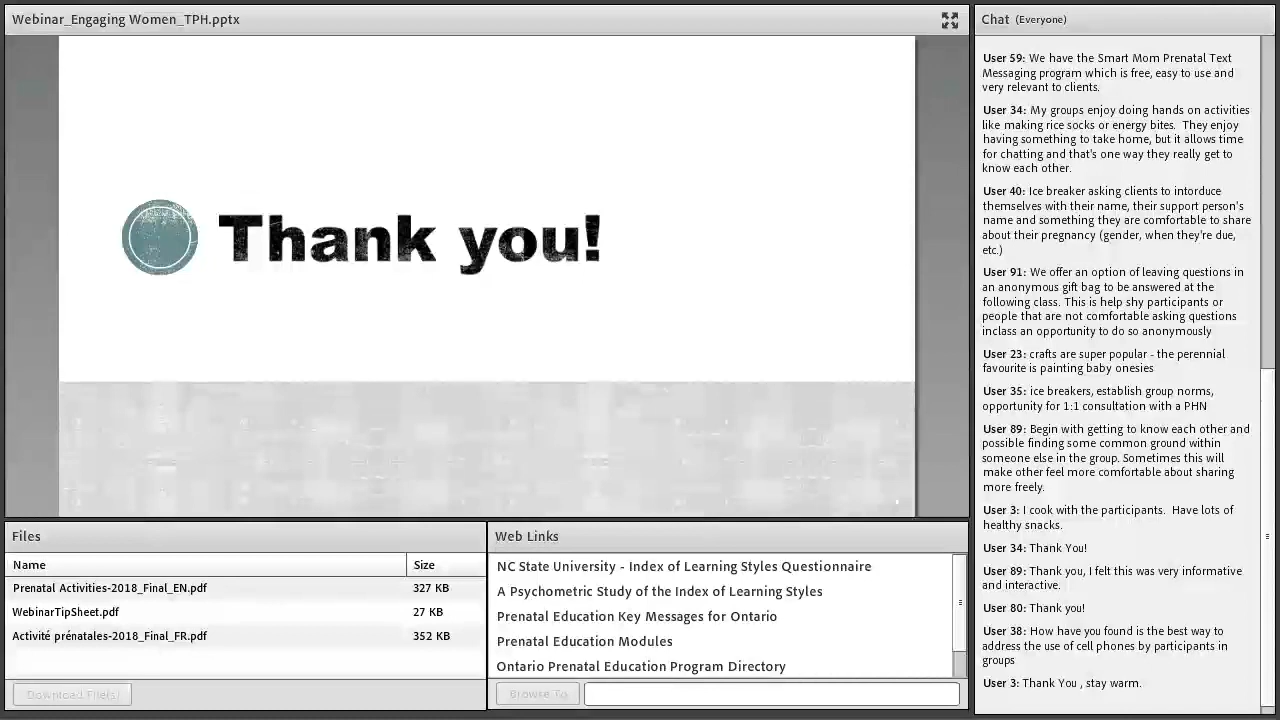 Webinar_Engaging Women_TPH.pptx
Thank you!
Files
Name
Size
Prenatal Activities-2018_Final_EN.pdf
327 KB
WebinarTipSheet.pdf
27 KB
Activité prénatales-2018_Final_FR.pdf
352 KB
Download File(s)
Web Links
NC State University - Index of Learning Styles Questionnaire
A Psychometric Study of the Index of Learning Styles
Prenatal Education Key Messages for Ontario
Prenatal Education Modules
Ontario Prenatal Education Program Directory
Browse To
Chat (Everyone)
User 59: We have the Smart Mom Prenatal Text
Messaging program which is free, easy to use and
very relevant to clients.
User 34: My groups enjoy doing hands on activities
like making rice socks or energy bites. They enjoy
having something to take home, but it allows time
for chatting and that's one way they really get to
know each other.
User 40: Ice breaker asking clients to intorduce
themselves with their name, their support person's
name and something they are comfortable to share
about their pregnancy (gender, when they're due,
etc.)
User 91: We offer an option of leaving questions in
an anonymous gift bag to be answered at the
following class. This is help shy participants or
people that are not comfortable asking questions
inclass an opportunity to do so anonymously
User 23: crafts are super popular - the perennial
favourite is painting baby onesies
User 35: ice breakers, establish group norms,
opportunity for 1:1 consultation with a PHN
User 89: Begin with getting to know each other and
possible finding some common ground within
someone else in the group. Sometimes this will
make other feel more comfortable about sharing
more freely.
User 3: I cook with the participants. Have lots of
healthy snacks.
User 34: Thank You!
User 89: Thank you, I felt this was very informative
and interactive.
User 80: Thank you!
User 38: How have you found is the best way to
address the use of cell phones by participants in
groups
User 3: Thank You , stay warm.